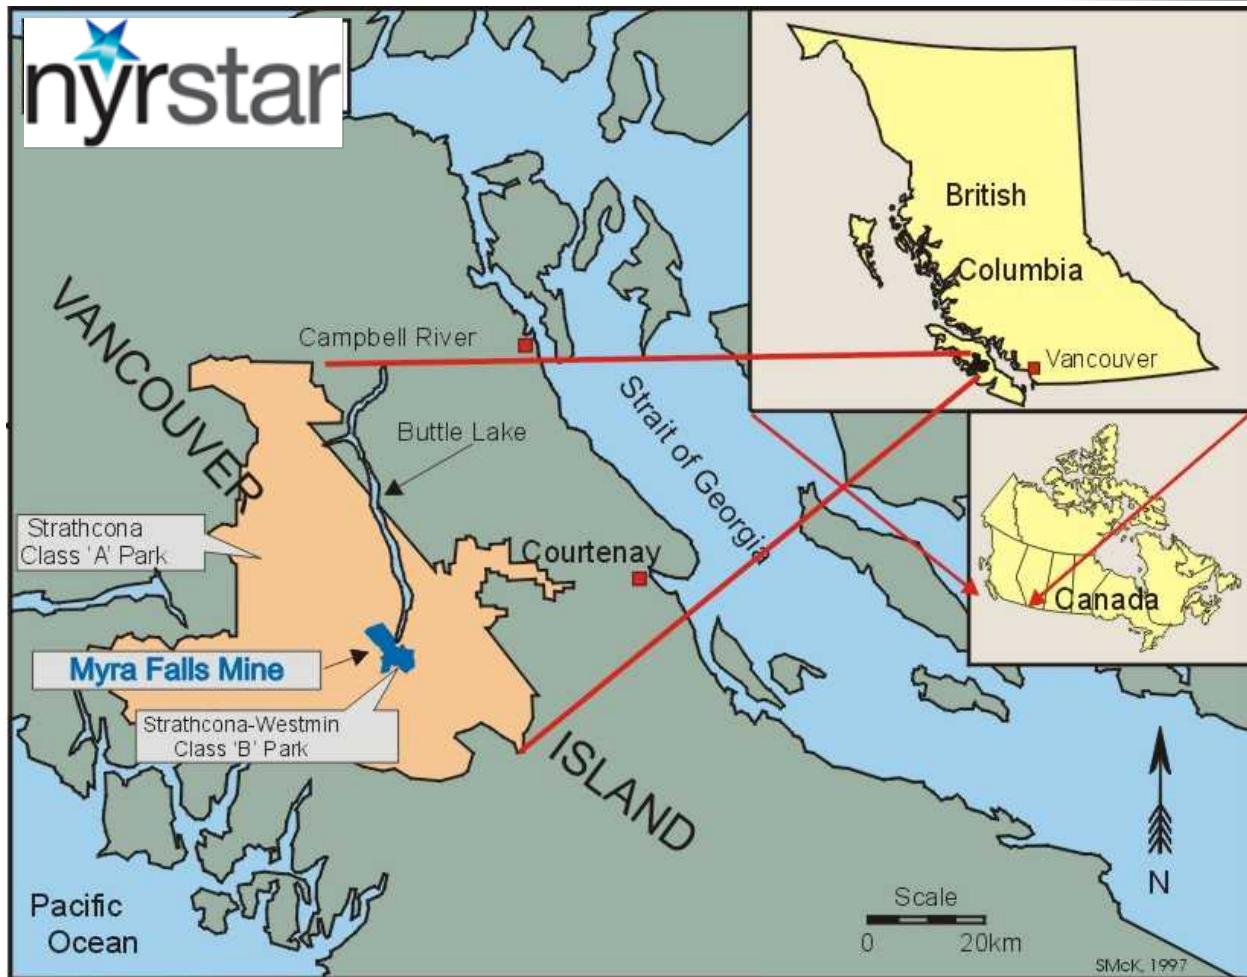 nyrstar
British
Columbia
Vancouver
VANCOUVER
Campbell River
Buttle Lake
Strait of Georgia
Strathcona
Class 'A' Park
Courtenay
Canada
Myra Falls Mine
Strathcona-Westmin
Class 'B' Park
ISLAND
Pacific
Ocean
N
Scale
0 20km
SMcK, 1997